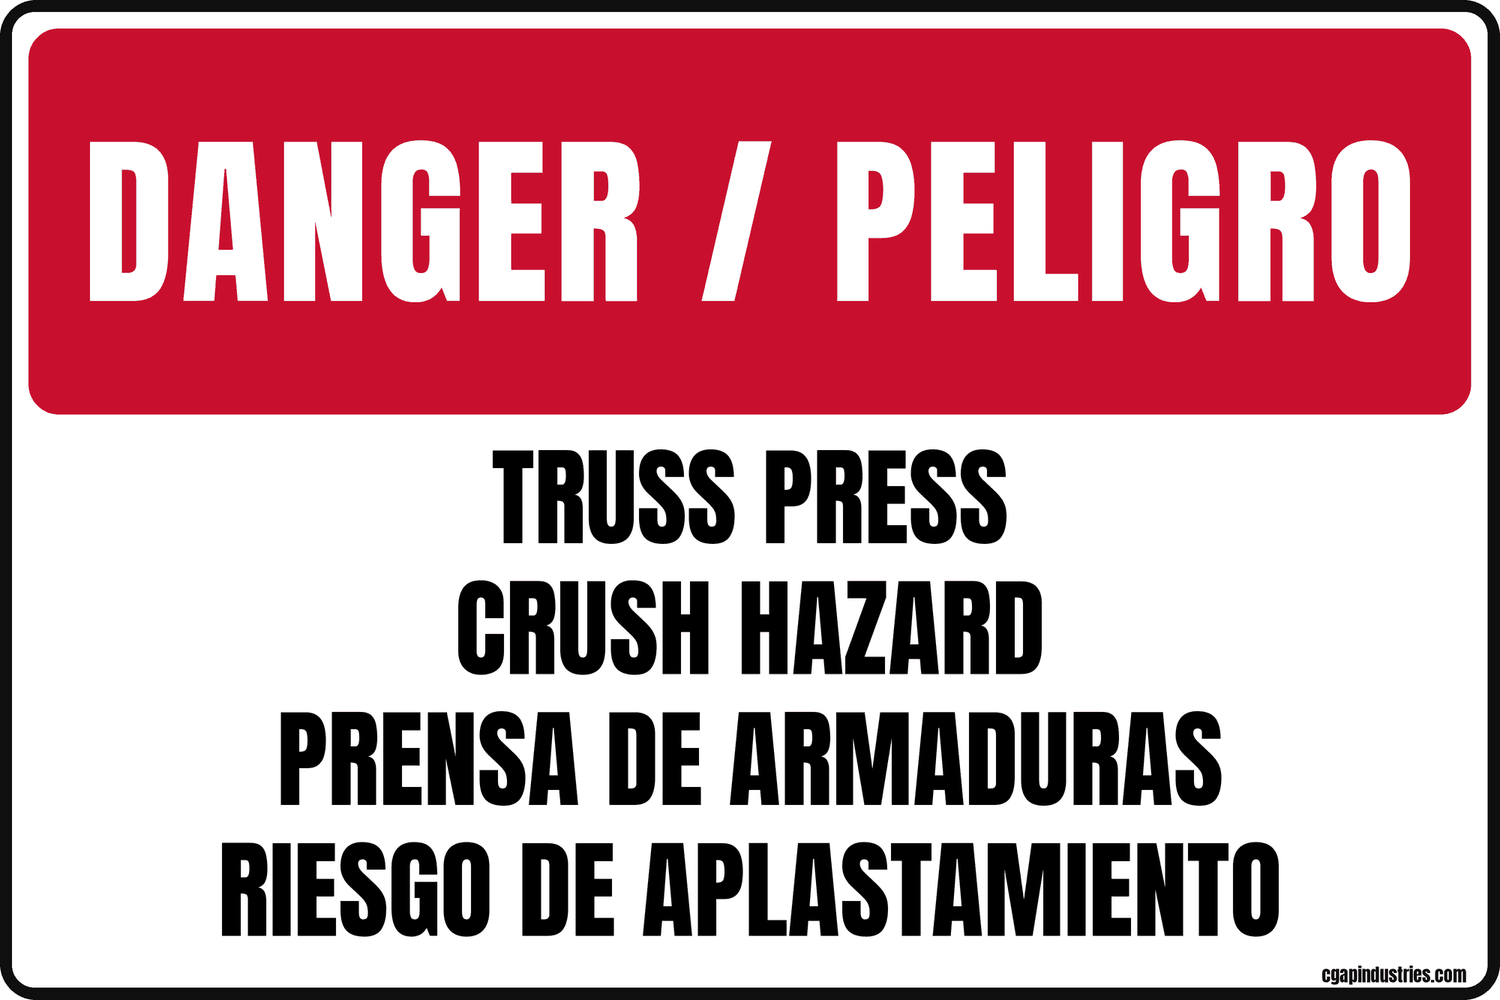 DANGER / PELIGRO
TRUSS PRESS
CRUSH HAZARD
PRENSA DE ARMADURAS
RIESGO DE APLASTAMIENTO
cgapindustries.com